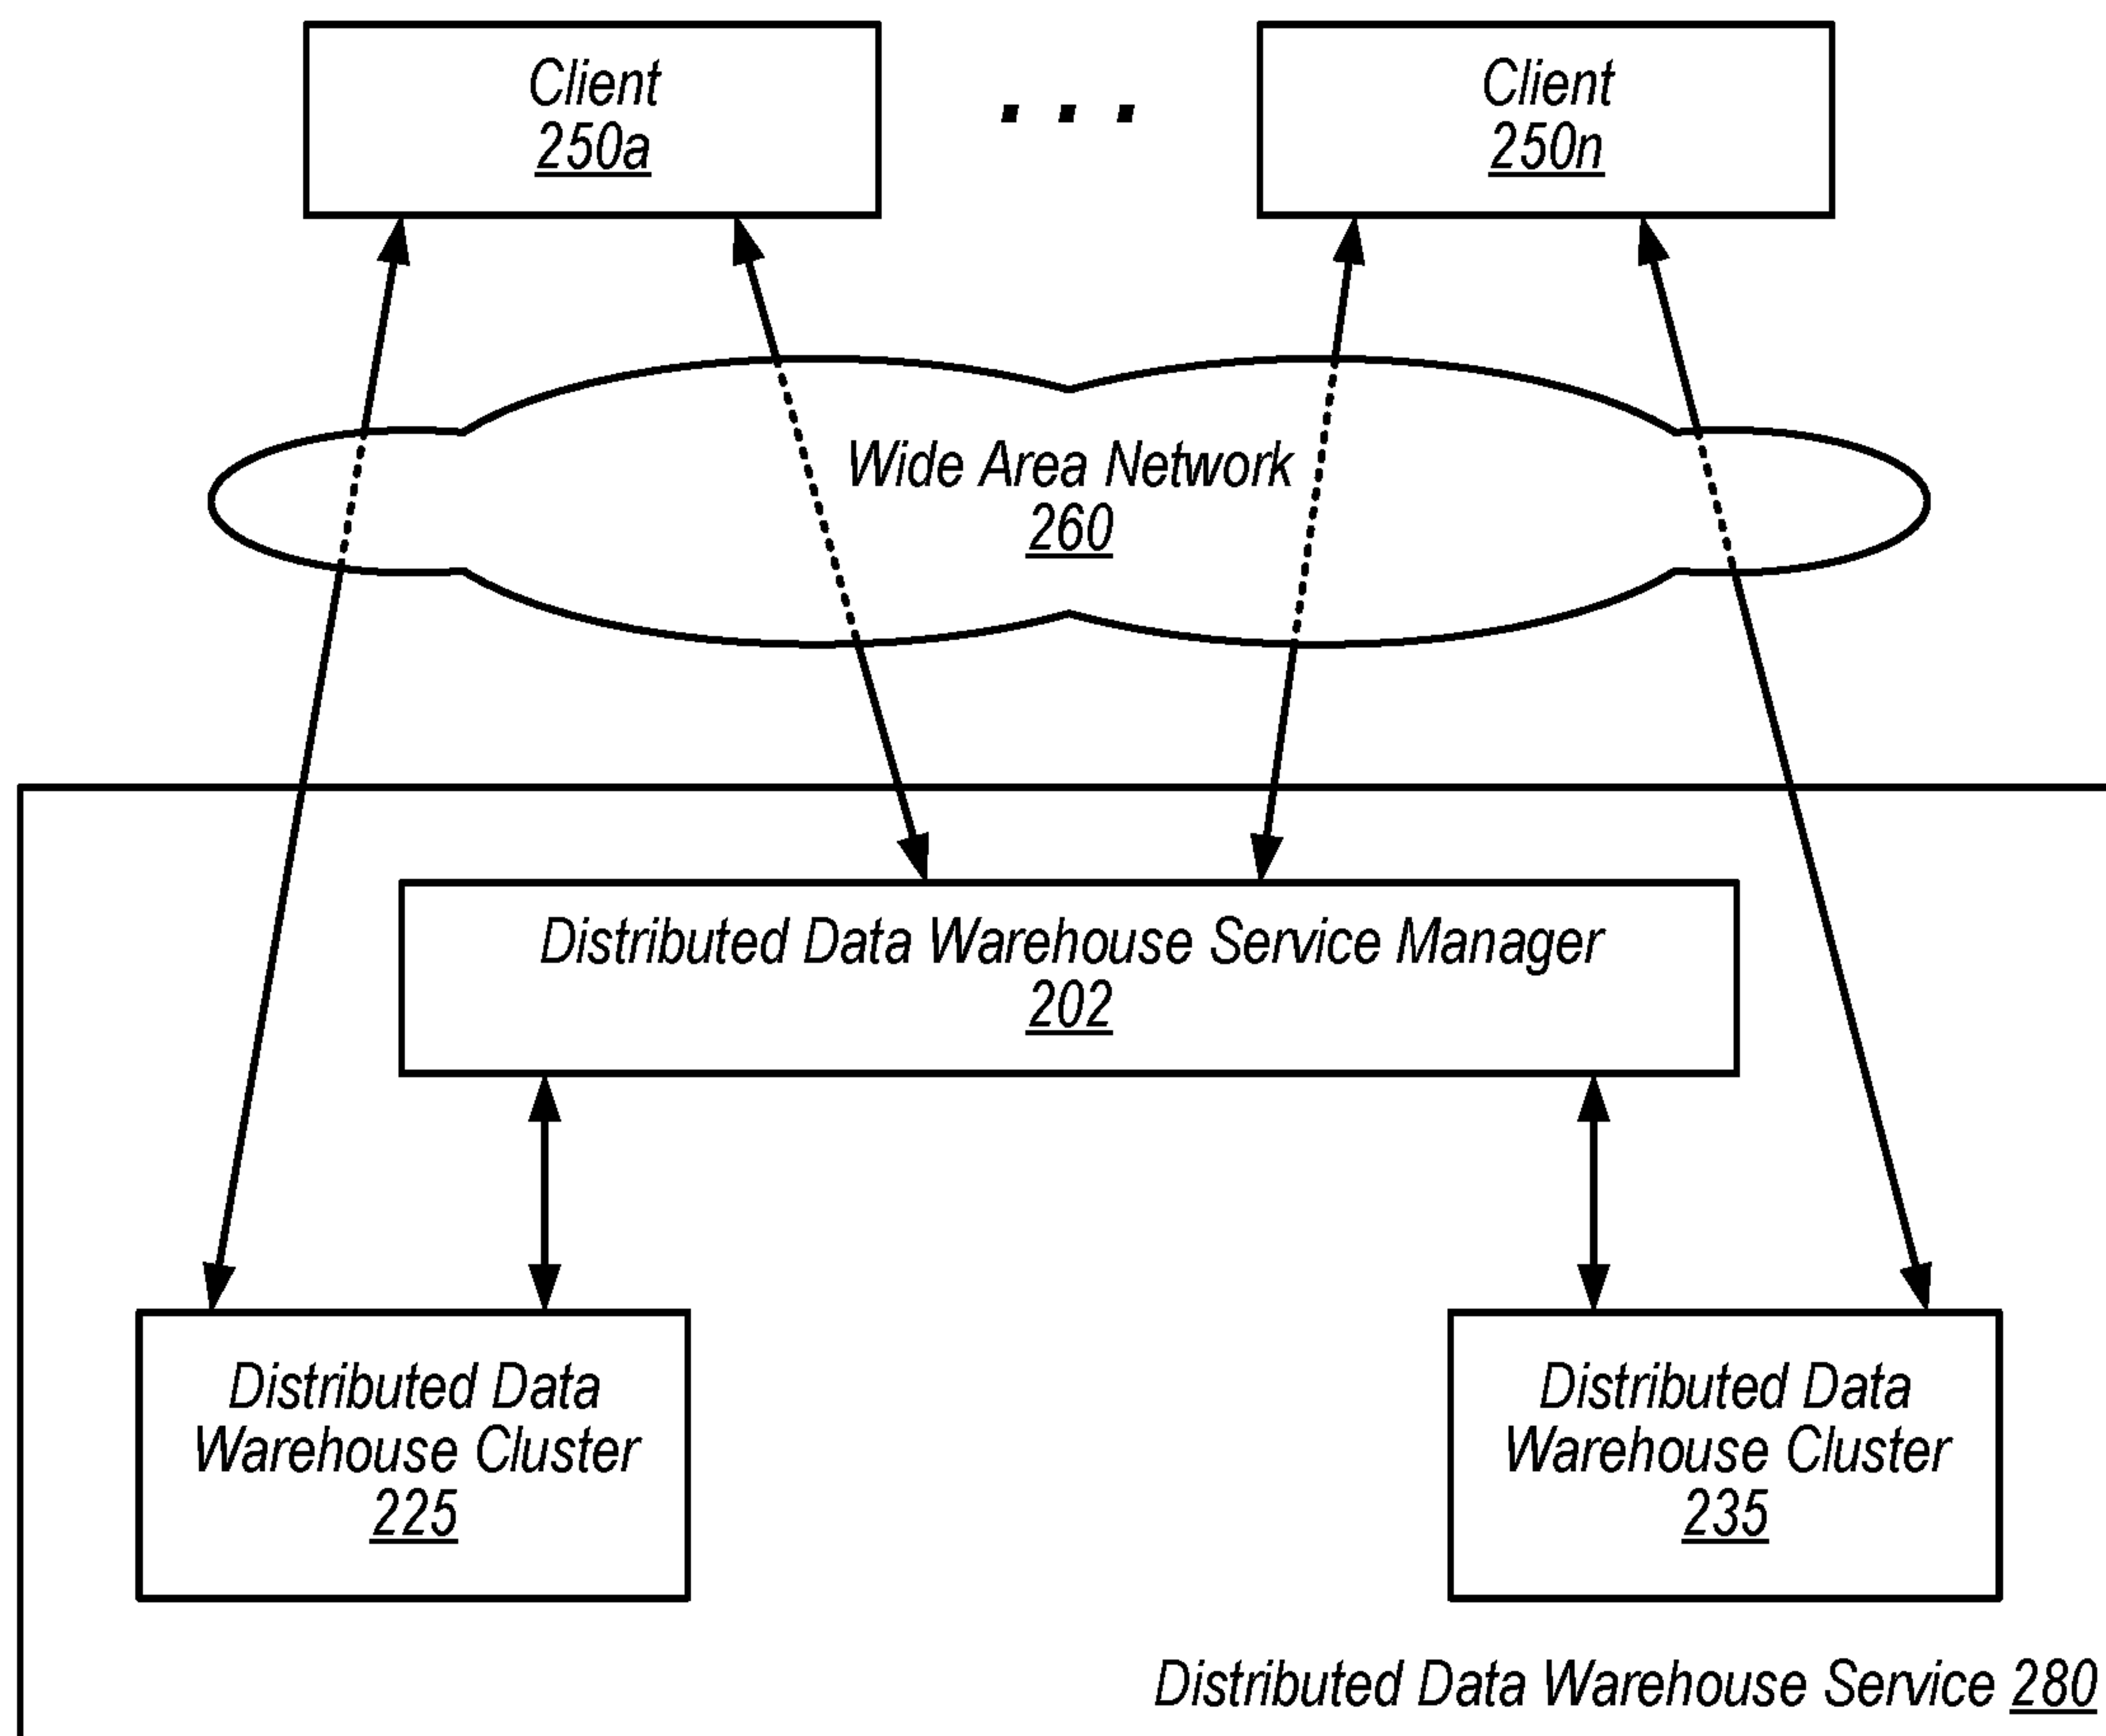 Client
250a
. . .
Client
250n
Wide Area Network
260
Distributed Data Warehouse Service Manager
202
Distributed Data
Warehouse Cluster
225
Distributed Data
Warehouse Cluster
235
Distributed Data Warehouse Service 280